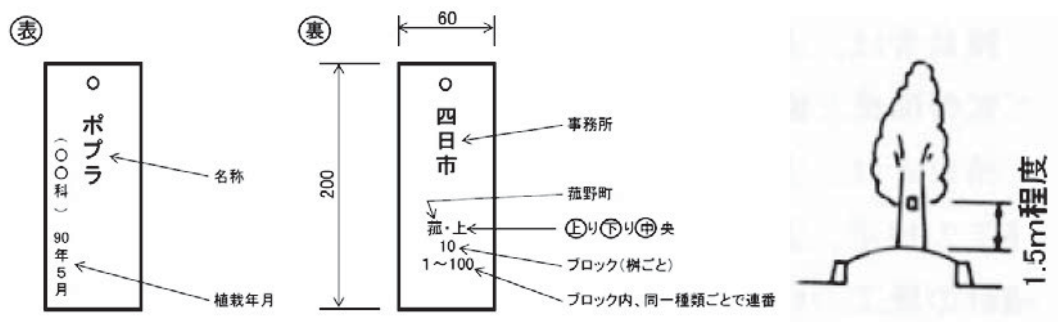 表
ポプラ
(〇〇科)
90年5月
名称
植栽年月
裏
60
200
四日市
菰・上
10
1～100
事務所
菰野町
上り下り中央
ブロック(桝ごと)
ブロック内、同一種類ごとで連番
1.5m程度